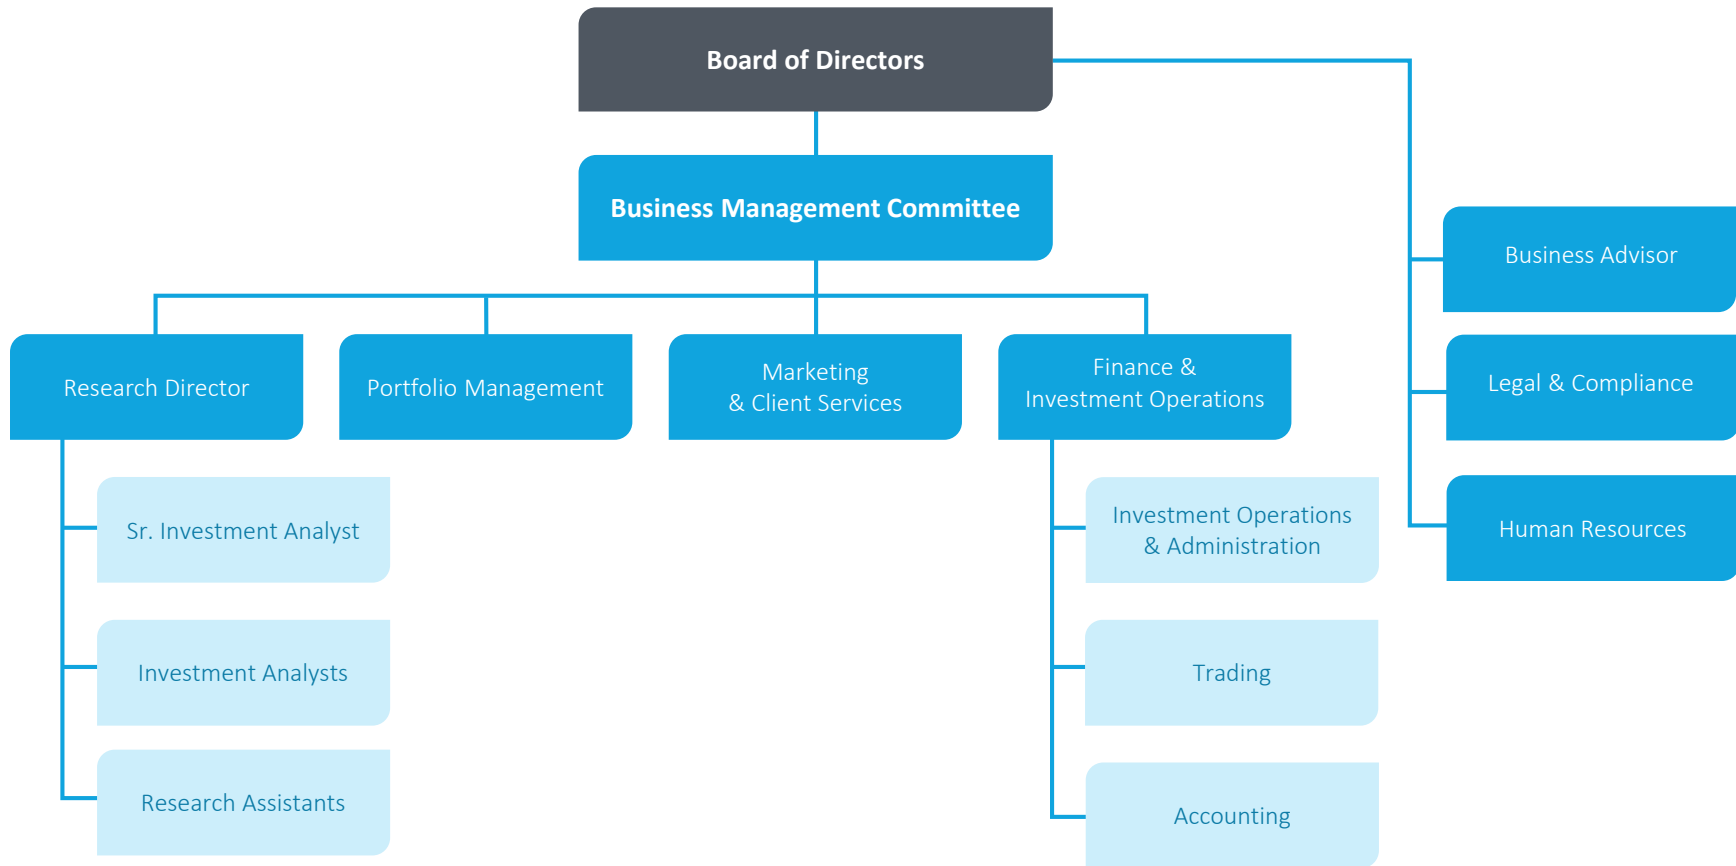 Board of Directors
Business Management Committee
Business Advisor
Legal & Compliance
Human Resources
Research Director
Portfolio Management
Marketing
& Client Services
Finance &
Investment Operations
Sr. Investment Analyst
Investment Analysts
Research Assistants
Investment Operations
& Administration
Trading
Accounting